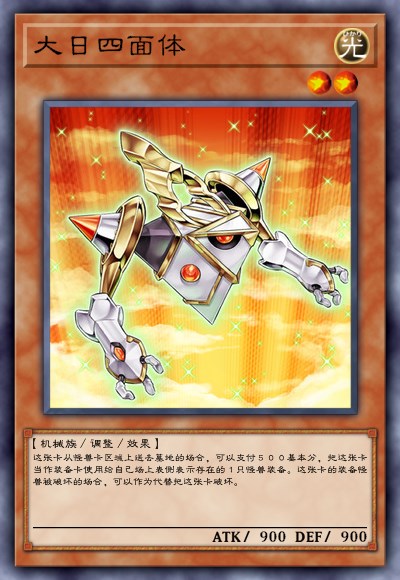 大日四面体
ひかり
光
【机械族／调整／效果】
这张卡从怪兽卡区域上送去墓地的场合，可以支付５００基本分，把这张卡
当作装备卡使用给自己场上表侧表示存在的１只怪兽装备。这张卡的装备怪
兽被破坏的场合，可以作为代替把这张卡破坏。
ATK/ 900 DEF/ 900